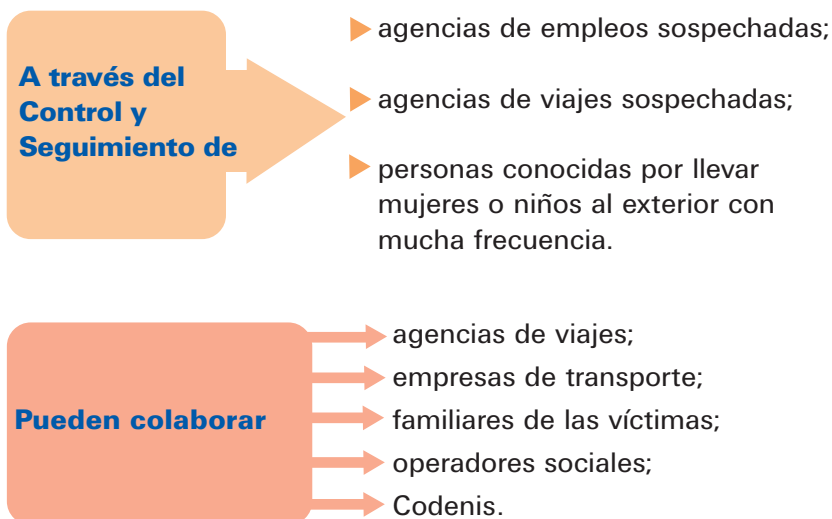 A través del
Control y
Seguimiento de
agencias de empleos sospechadas;
agencias de viajes sospechadas;
personas conocidas por llevar
mujeres o niños al exterior con
mucha frecuencia.
Pueden colaborar
agencias de viajes;
empresas de transporte;
familiares de las víctimas;
operadores sociales;
Codenis.